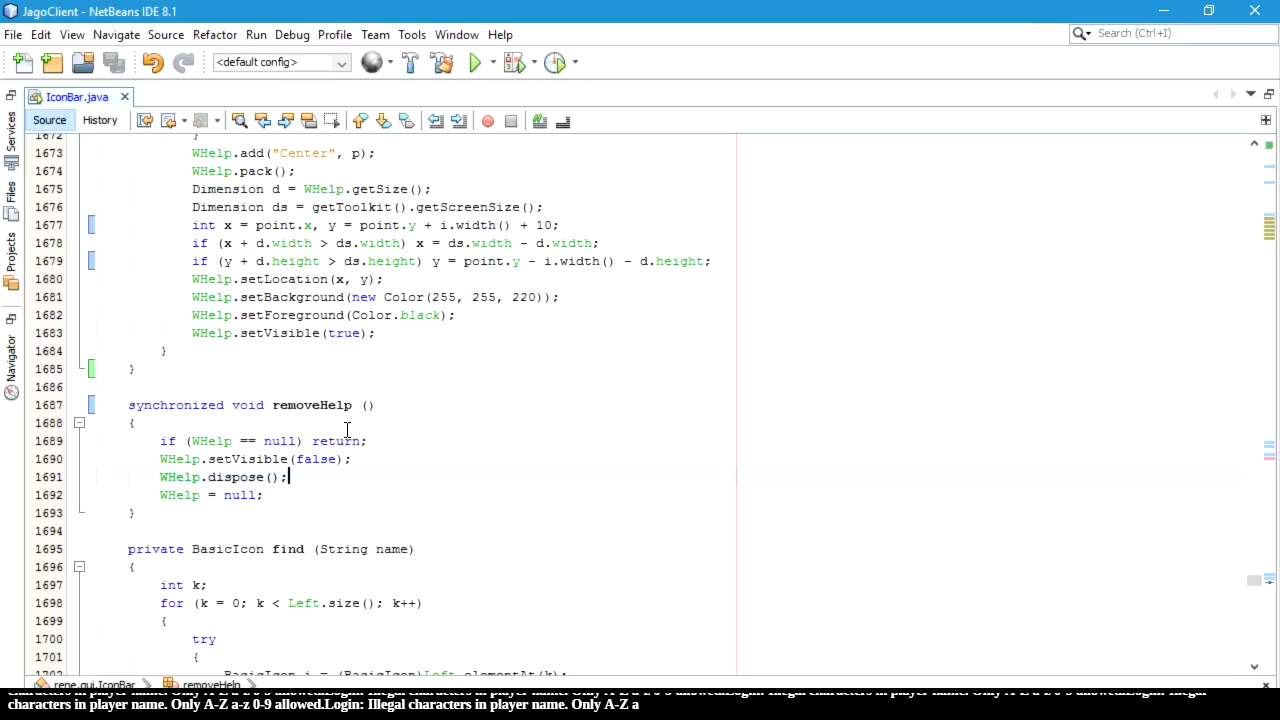 JagoClient - NetBeans IDE 8.1
File Edit View Navigate Source Refactor Run Debug Profile Team Tools Window Help
Search (Ctrl+I)
<default config>
IconBar.java
Source History
Services
Files
Projects
Navigator
1672 }
1673 WHelp.add("Center", p);
1674 WHelp.pack();
1675 Dimension d = WHelp.getSize();
1676 Dimension ds = getToolkit().getScreenSize();
1677 int x = point.x, y = point.y + i.width() + 10;
1678 if (x + d.width > ds.width) x = ds.width - d.width;
1679 if (y + d.height > ds.height) y = point.y - i.width() - d.height;
1680 WHelp.setLocation(x, y);
1681 WHelp.setBackground(new Color(255, 255, 220));
1682 WHelp.setForeground(Color.black);
1683 WHelp.setVisible(true);
1684 }
1685 }
1686
1687 synchronized void removeHelp ()
1688 {
1689 if (WHelp == null) return;
1690 WHelp.setVisible(false);
1691 WHelp.dispose();
1692 WHelp = null;
1693 }
1694
1695 private BasicIcon find (String name)
1696 {
1697 int k;
1698 for (k = 0; k < Left.size(); k++)
1699 {
1700 try
1701 {
1702 BasicIcon i = (BasicIcon)Left.elementAt(k);
rene.gui.IconBar removeHelp
characters in player name. Only A-Z a-z 0-9 allowed.Login: Illegal characters in player name. Only A-Z a-z 0-9 allowed.Login: Illegal characters in player name. Only A-Z a-z 0-9 allowed.Login: Illegal
characters in player name. Only A-Z a-z 0-9 allowed.Login: Illegal characters in player name. Only A-Z a